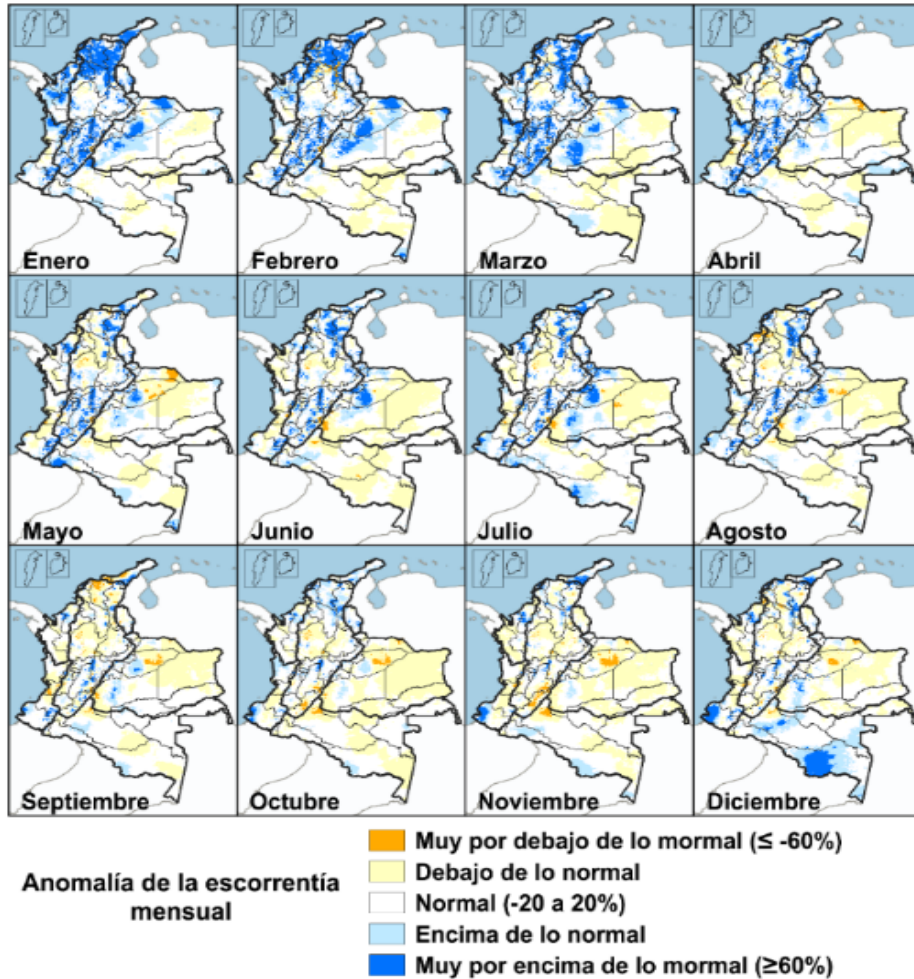 Enero
Febrero
Marzo
Abril
Mayo
Junio
Julio
Agosto
Septiembre
Octubre
Noviembre
Diciembre
Anomalía de la escorrentía
mensual
Muy por debajo de lo mormal (≤ -60%)
Debajo de lo normal
Normal (-20 a 20%)
Encima de lo normal
Muy por encima de lo mormal (≥60%)